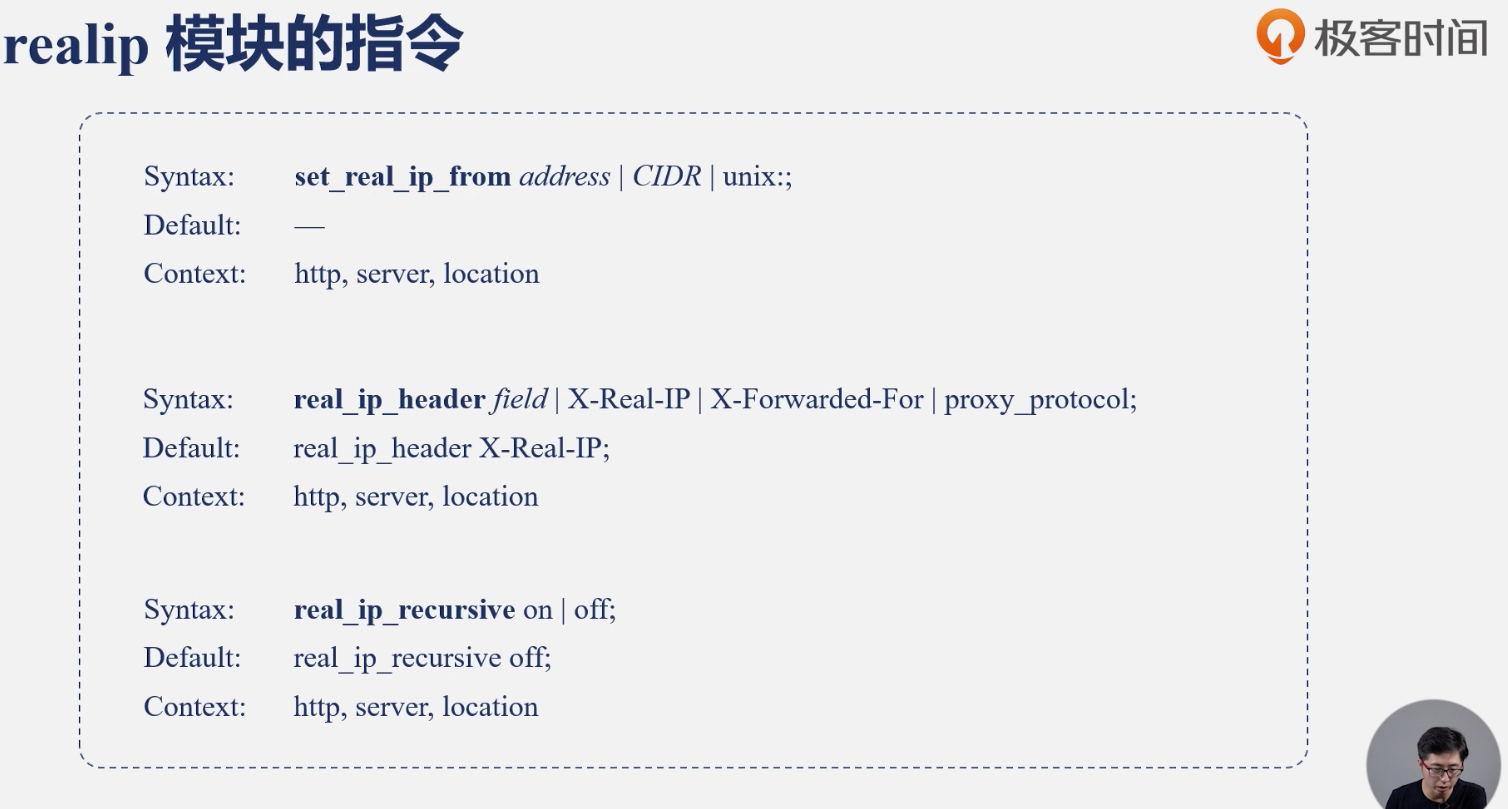 realip 模块的指令
极客时间
Syntax: set_real_ip_from address | CIDR | unix:;
Default: —
Context: http, server, location
Syntax: real_ip_header field | X-Real-IP | X-Forwarded-For | proxy_protocol;
Default: real_ip_header X-Real-IP;
Context: http, server, location
Syntax: real_ip_recursive on | off;
Default: real_ip_recursive off;
Context: http, server, location